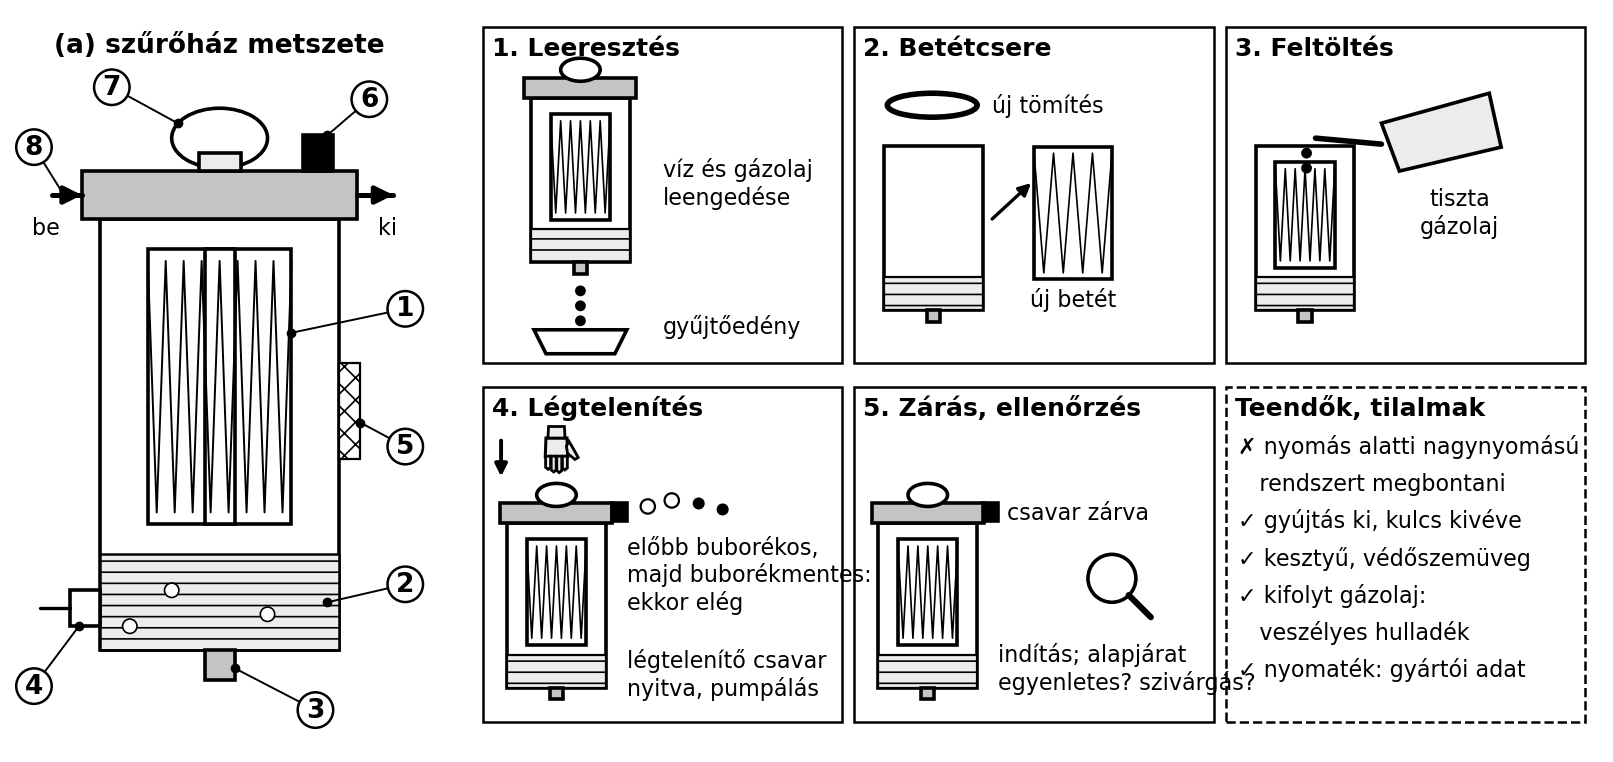 (a) szűrőház metszete
7
6
8
be
ki
1
5
2
4
3
1. Leeresztés
víz és gázolaj
leengedése
gyűjtőedény
2. Betétcsere
új tömítés
új betét
3. Feltöltés
tiszta
gázolaj
4. Légtelenítés
előbb buborékos,
majd buborékmentes:
ekkor elég
légtelenítő csavar
nyitva, pumpálás
5. Zárás, ellenőrzés
csavar zárva
indítás; alapjárat
egyenletes? szivárgás?
Teendők, tilalmak
✗ nyomás alatti nagynyomású
rendszert megbontani
✓ gyújtás ki, kulcs kivéve
✓ kesztyű, védőszemüveg
✓ kifolyt gázolaj:
veszélyes hulladék
✓ nyomaték: gyártói adat